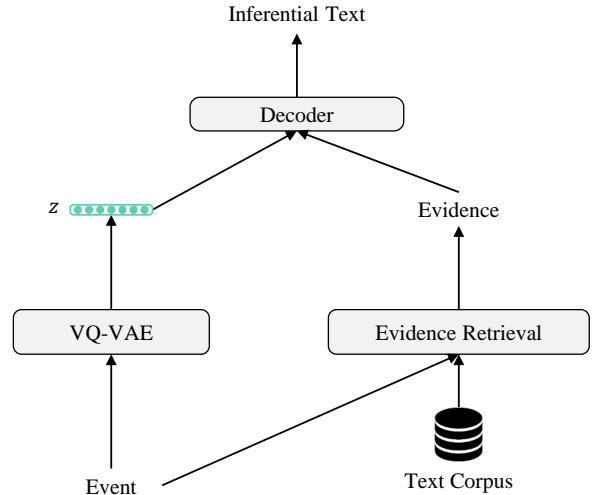 Inferential Text
Decoder
z
Evidence
VQ-VAE
Evidence Retrieval
Event
Text Corpus